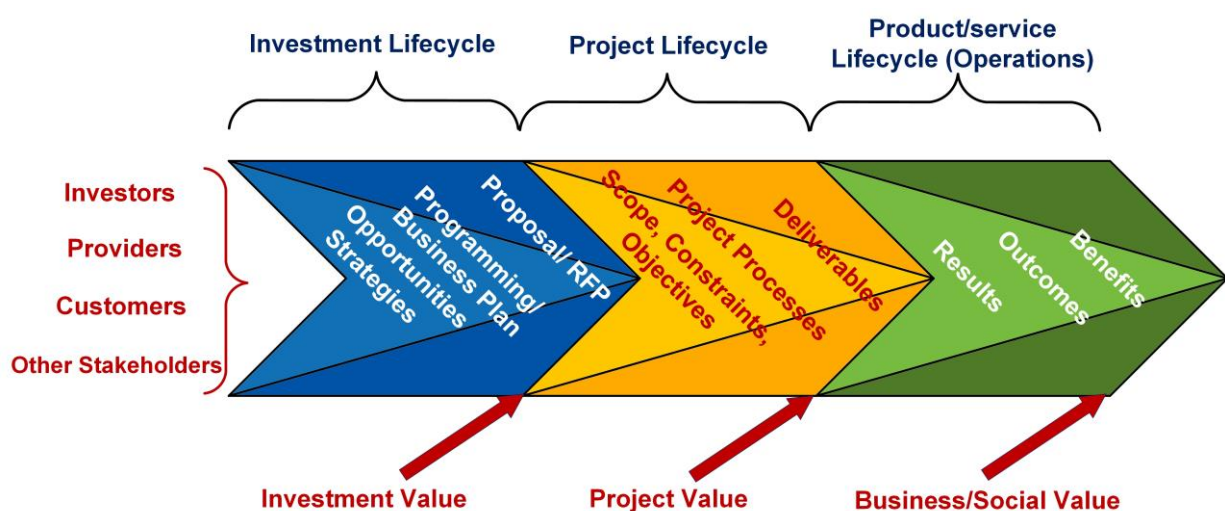 Investment Lifecycle
Project Lifecycle
Product/service
Lifecycle (Operations)
Investors
Providers
Customers
Other Stakeholders
Opportunities
Strategies
Programming/
Business Plan
Proposal/ RFP
Scope, Constraints,
Objectives
Project Processes
Deliverables
Results
Outcomes
Benefits
Investment Value
Project Value
Business/Social Value